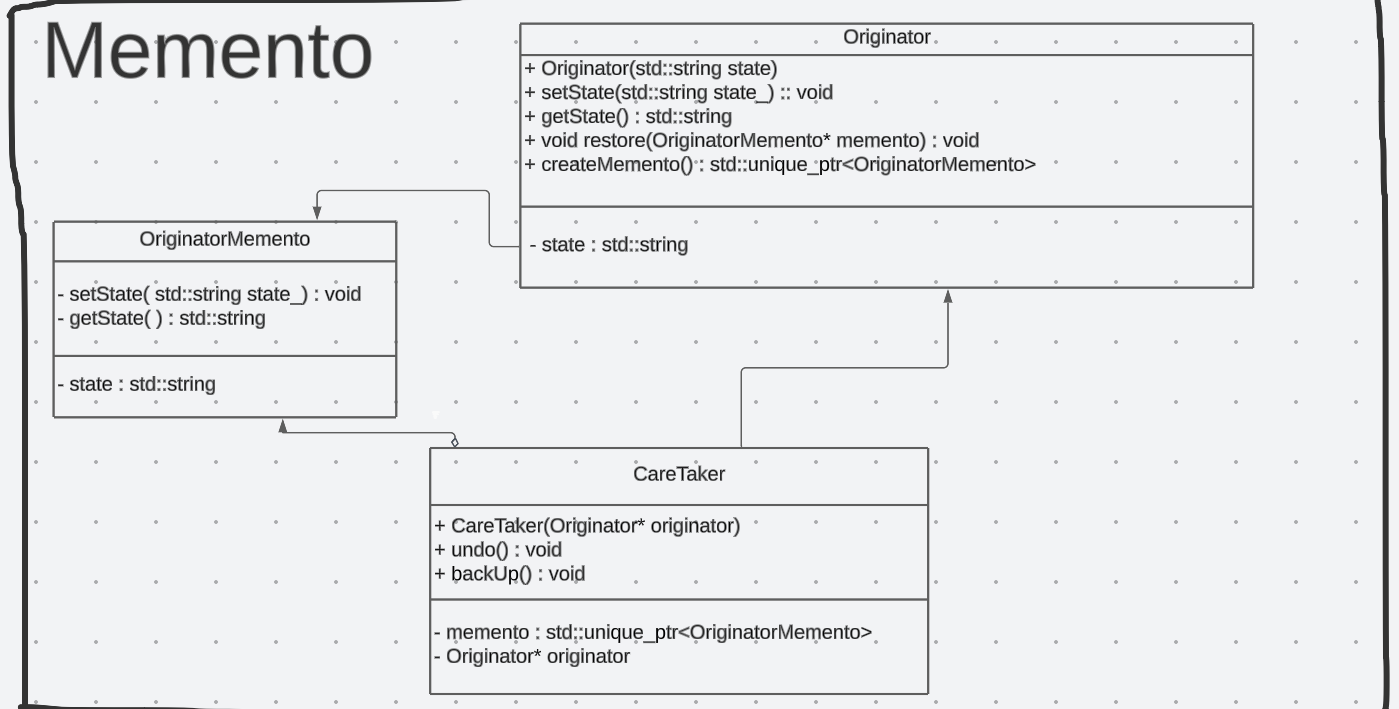 Memento
Originator
+ Originator(std::string state)
+ setState(std::string state_) :: void
+ getState() : std::string
+ void restore(OriginatorMemento* memento) : void
+ createMemento() : std::unique_ptr<OriginatorMemento>
- state : std::string
OriginatorMemento
- setState( std::string state_) : void
- getState( ) : std::string
- state : std::string
CareTaker
+ CareTaker(Originator* originator)
+ undo() : void
+ backUp() : void
- memento : std::unique_ptr<OriginatorMemento>
- Originator* originator